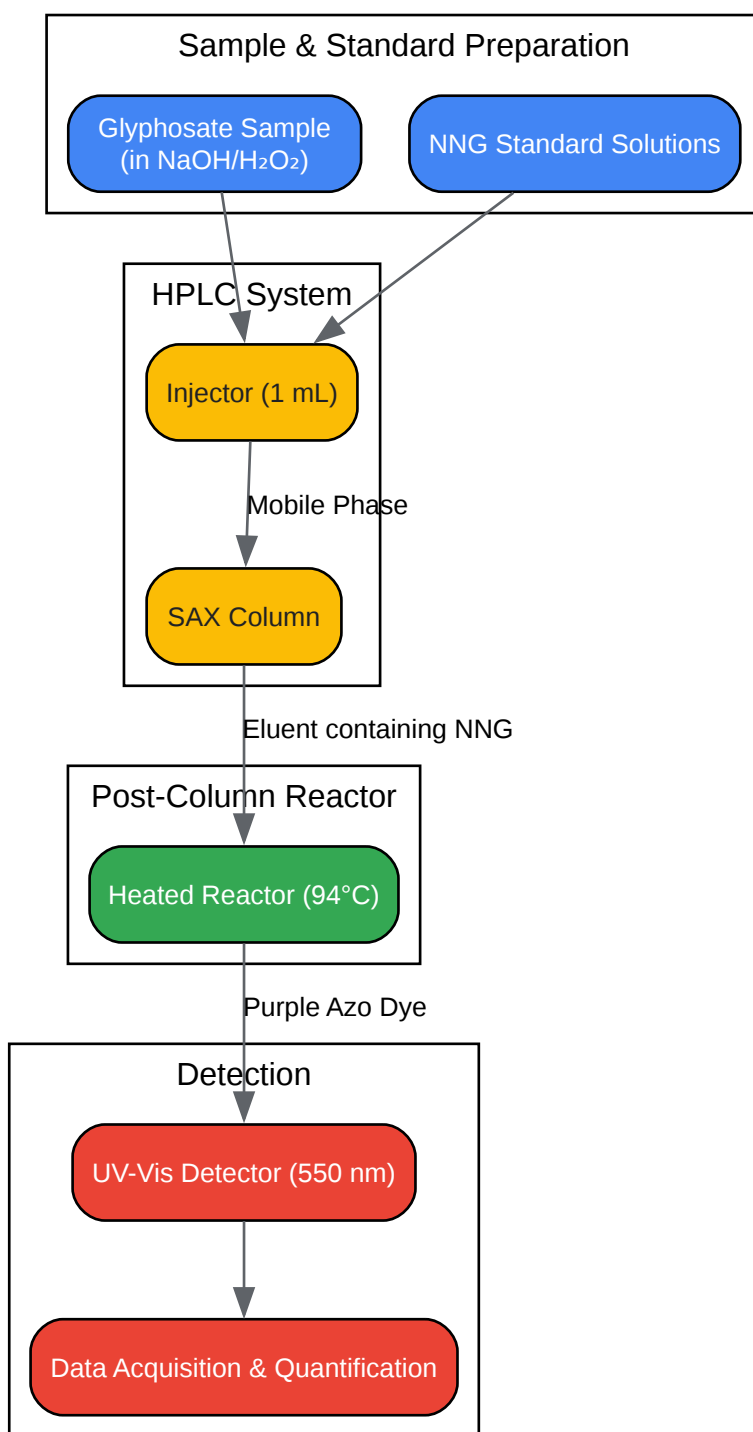 Sample & Standard Preparation
Glyphosate Sample
(in NaOH/H₂O₂)
NNG Standard Solutions
HPLC System
Injector (1 mL)
Mobile Phase
SAX Column
Eluent containing NNG
Post-Column Reactor
Heated Reactor (94°C)
Purple Azo Dye
Detection
UV-Vis Detector (550 nm)
Data Acquisition & Quantification